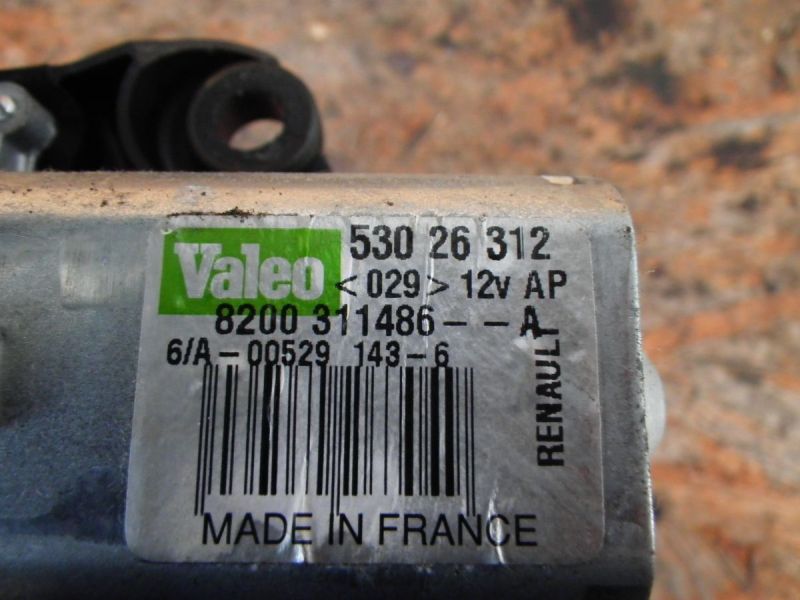 Valeo 530 26 312
<029> 12v AP
8200 311486--A
6/A-00529 143-6
RENAULT
MADE IN FRANCE